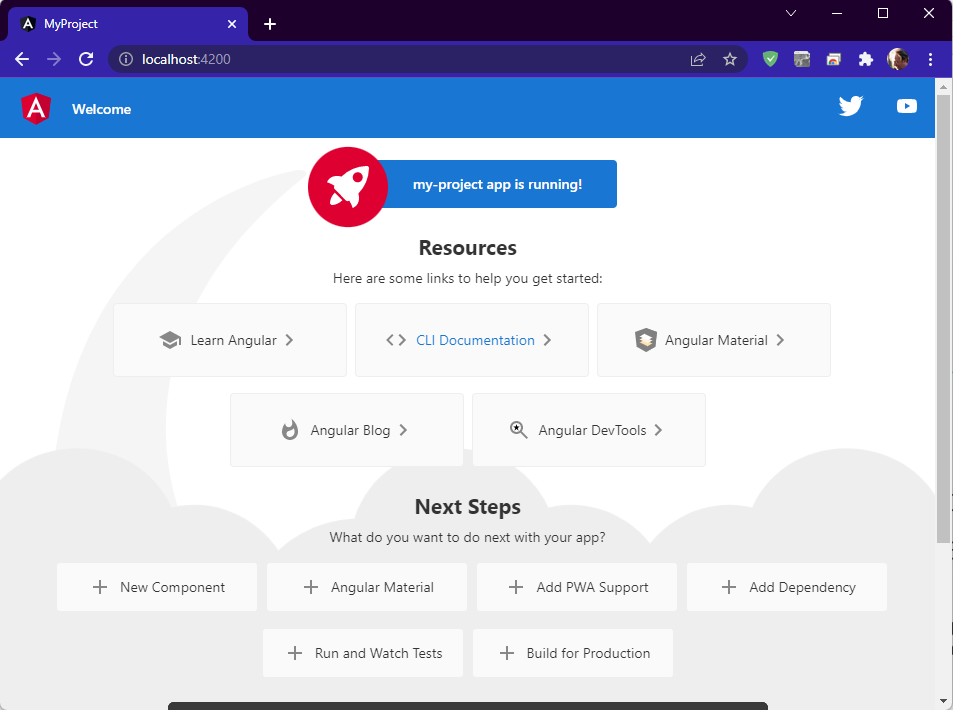 MyProject
localhost:4200
Welcome
my-project app is running!
Resources
Here are some links to help you get started:
Learn Angular
CLI Documentation
Angular Material
Angular Blog
Angular DevTools
Next Steps
What do you want to do next with your app?
New Component
Angular Material
Add PWA Support
Add Dependency
Run and Watch Tests
Build for Production